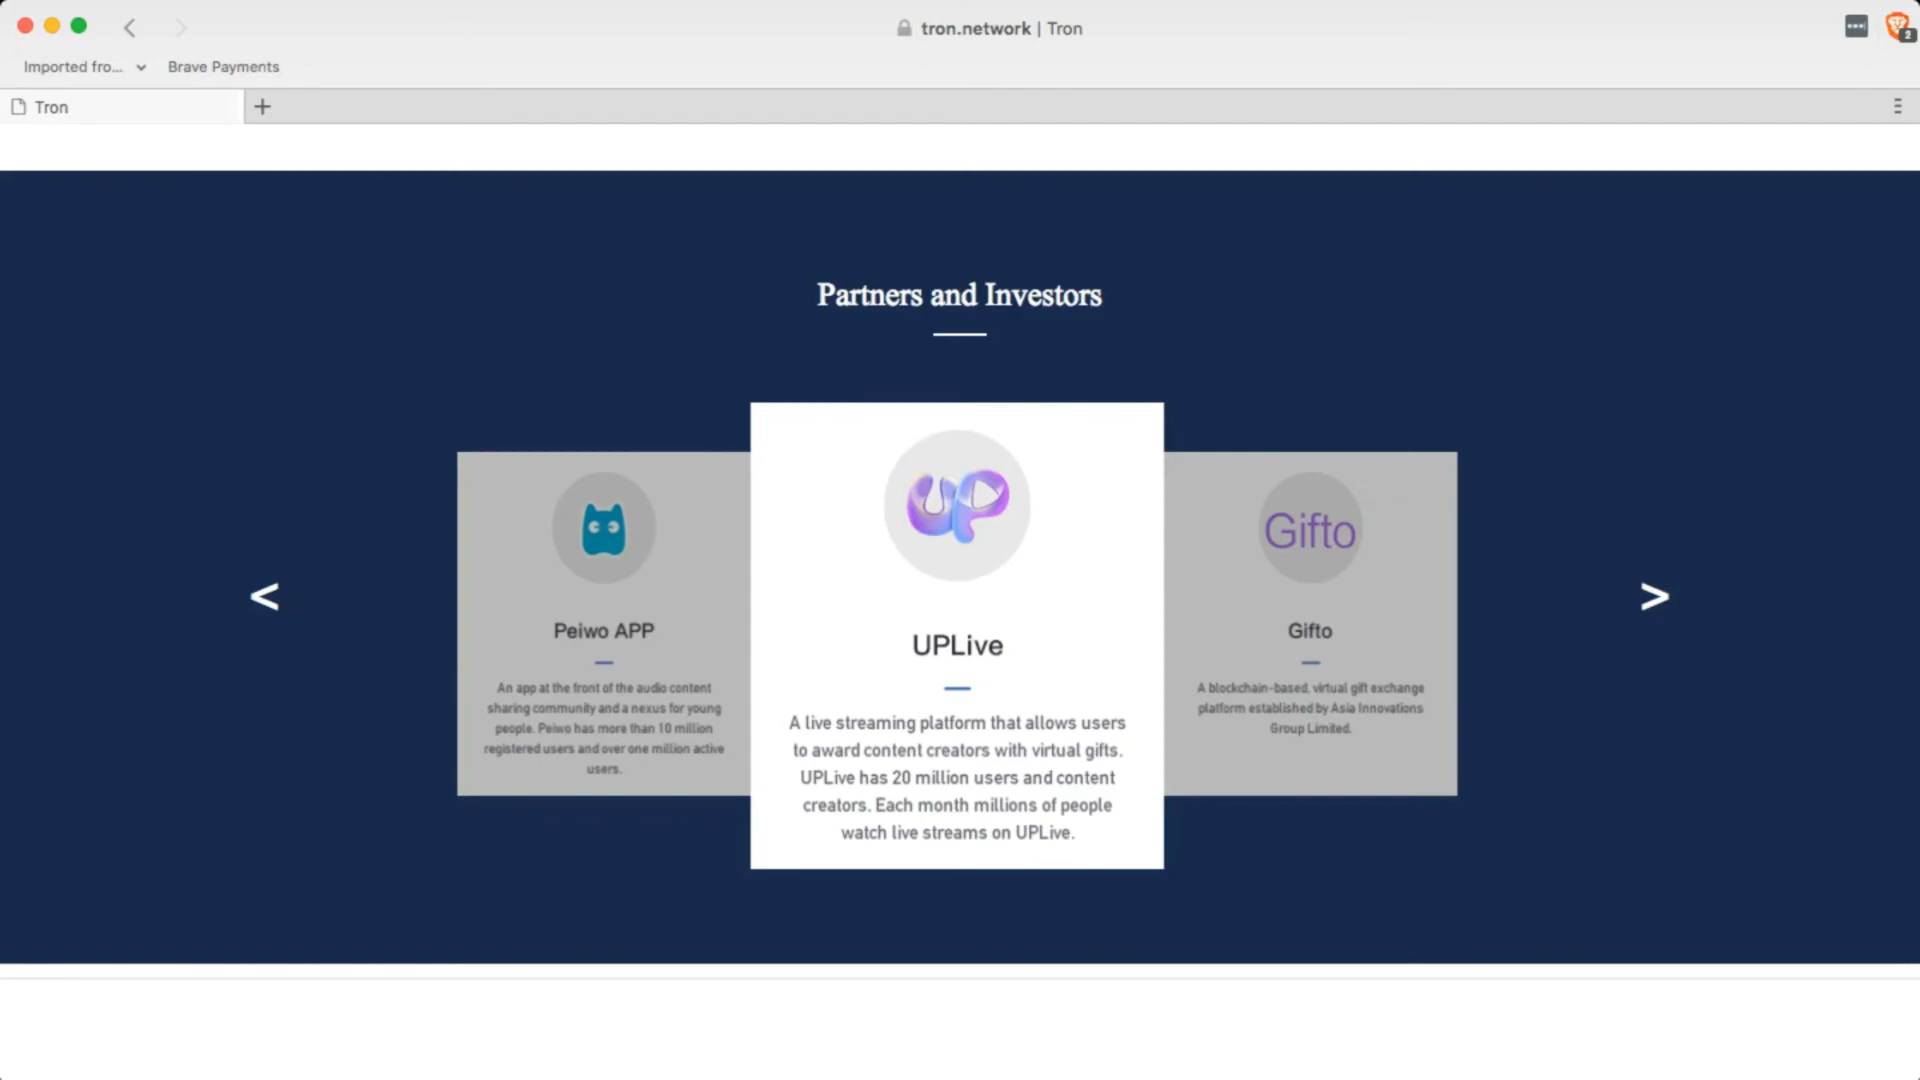 tron.network | Tron
2
Imported fro...
Brave Payments
Tron
Partners and Investors
Gifto
Peiwo APP
An app at the front of the audio content
sharing community and a nexus for young
people. Peiwo has more than 10 million
registered users and over one million active
users.
UP
UPLive
A live streaming platform that allows users
to award content creators with virtual gifts.
UPLive has 20 million users and content
creators. Each month millions of people
watch live streams on UPLive.
Gifto
A blockchain-based, virtual gift exchange
platform established by Asia Innovations
Group Limited.